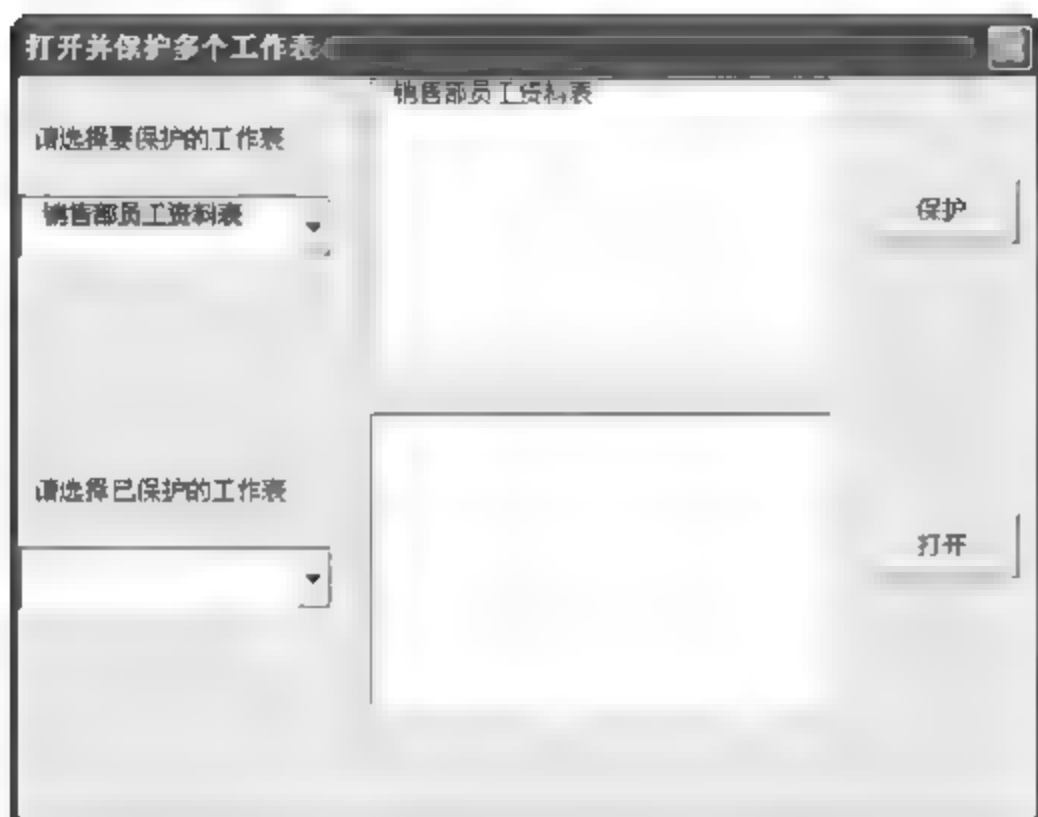 打开并保护多个工作表
销售部员工资料表
请选择要保护的工作表
销售部员工资料表
保护
请选择已保护的工作表
打开